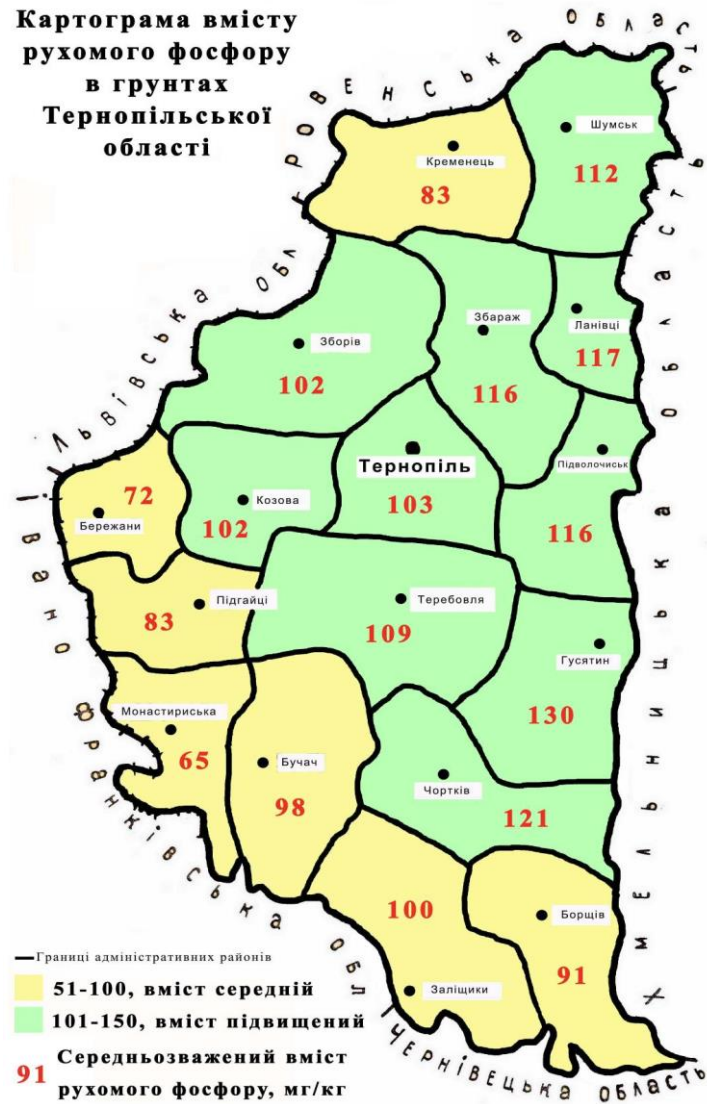 Картограма вмісту
рухомого фосфору
в грунтах
Тернопільської
області
РОВЕНСЬКА ОБЛАСТЬ
Шумськ
Кременець
112
83
ЛЬВІВСЬКА ОБЛ
Збараж
Ланівці
Зборів
117
102
116
Тернопіль
Підволочиськ
72
Козова
Бережани
103
102
116
Підгайці
Теребовля
83
109
Гусятин
Монастириська
130
65
Бучач
Чортків
98
121
100
Борщів
91
Заліщики
ІВАНО ФРАНКІВСЬКА ОБЛ
ЧЕРНІВЕЦЬКА ОБЛАСТЬ
ХМЕЛЬНИЦЬКА ОБЛАСТЬ
Границі адміністративних районів
51-100, вміст середній
101-150, вміст підвищений
91 Середньозважений вміст
рухомого фосфору, мг/кг